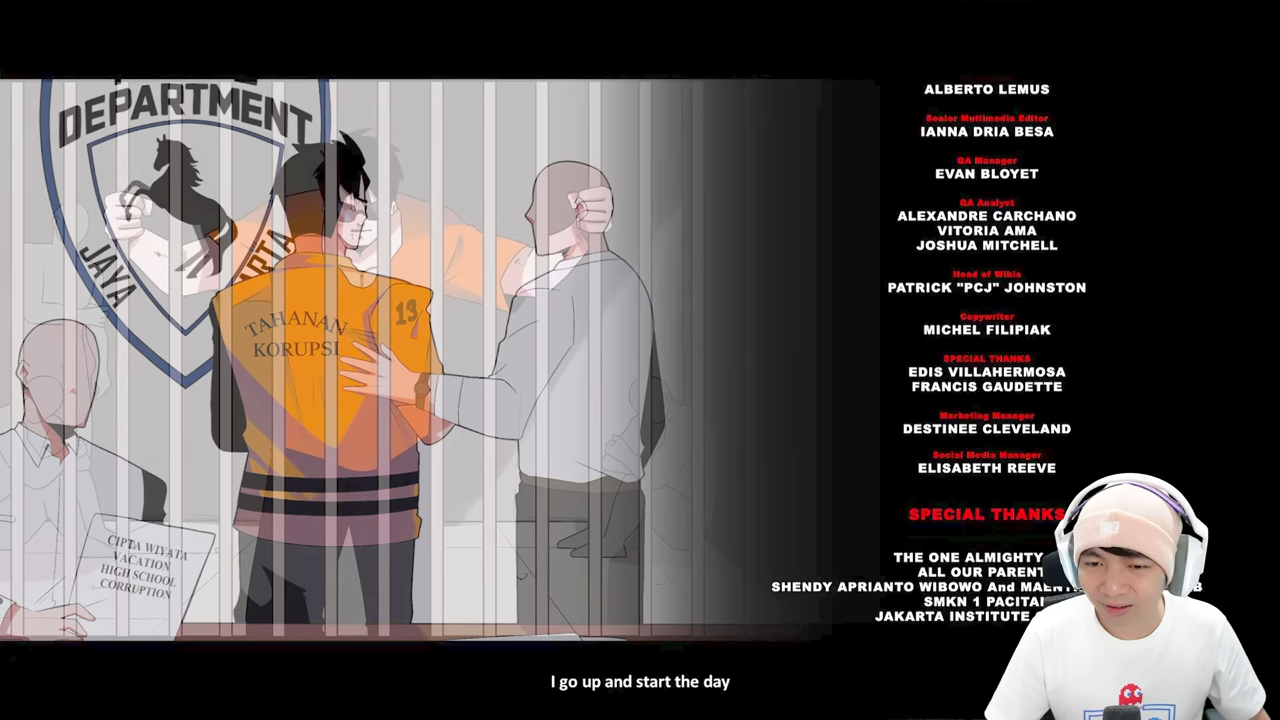 DEPARTMENT
JAYA
TAHANAN
KORUPSI
13
CIPTA WIYATA
VACATION
HIGH SCHOOL
CORRUPTION
ALBERTO LEMUS
Senior Mutlimedia Editor
IANNA DRIA BESA
QA Manager
EVAN BLOYET
QA Analyst
ALEXANDRE CARCHANO
VITORIA AMA
JOSHUA MITCHELL
Head of Wikis
PATRICK "PCJ" JOHNSTON
Copywriter
MICHEL FILIPIAK
SPECIAL THANKS
EDIS VILLAHERMOSA
FRANCIS GAUDETTE
Marketing Manager
DESTINEE CLEVELAND
Social Media Manager
ELISABETH REEVE
SPECIAL THANKS
THE ONE ALMIGHTY
ALL OUR PARENT
SHENDY APRIANTO WIBOWO And
SMKN 1 PACITAN
JAKARTA INSTITUTE
I go up and start the day